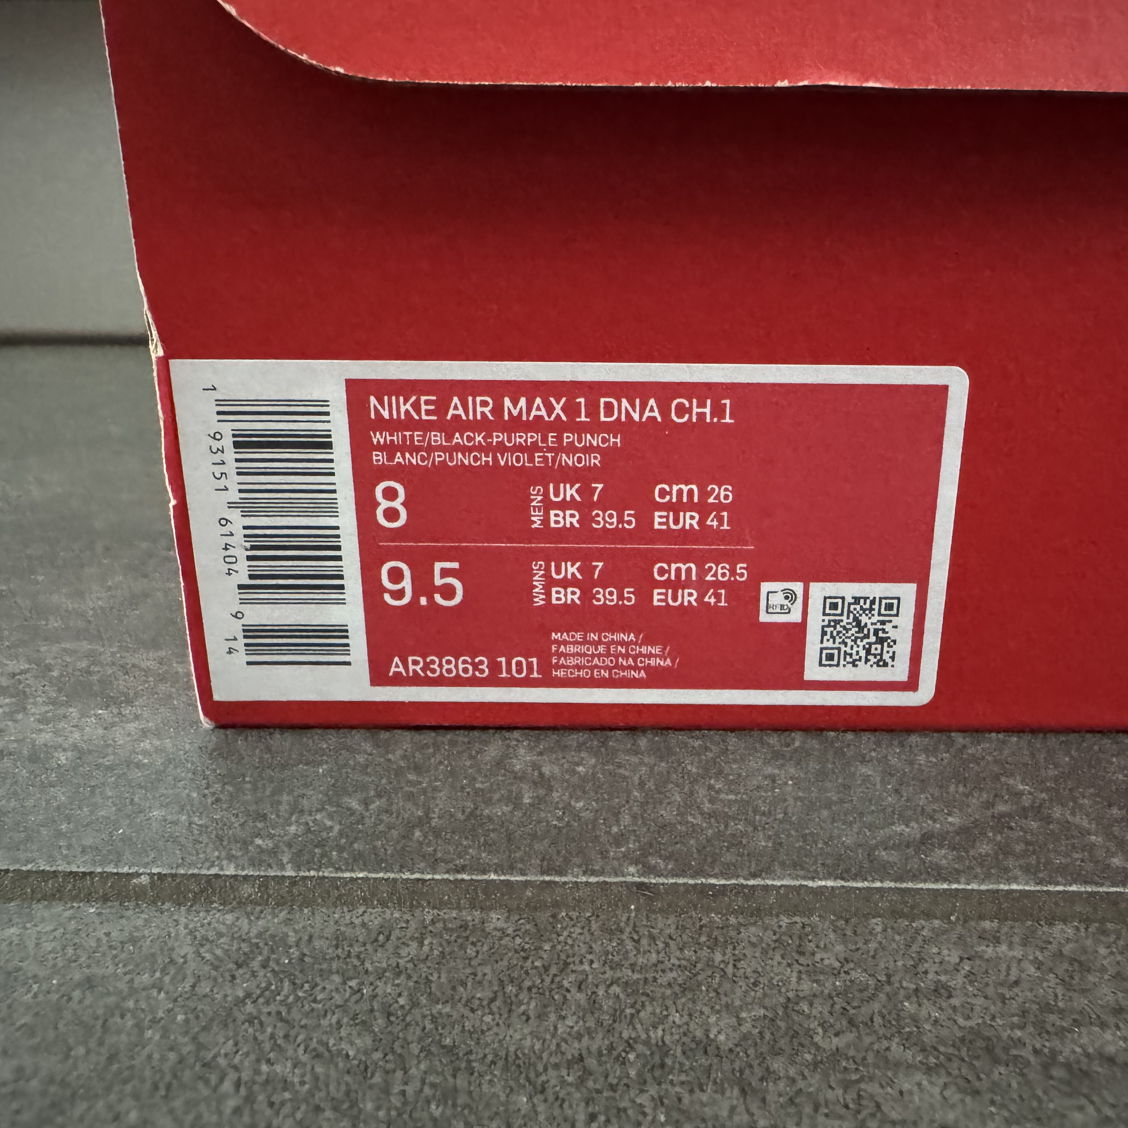 NIKE AIR MAX 1 DNA CH.1
WHITE/BLACK-PURPLE PUNCH
BLANC/PUNCH VIOLET/NOIR
8 MENS UK 7 cm 26
BR 39.5 EUR 41
9.5 WMNS UK 7 cm 26.5
BR 39.5 EUR 41
RFID
MADE IN CHINA /
FABRIQUE EN CHINE /
FABRICADO NA CHINA /
HECHO EN CHINA
AR3863 101
1 93151 61404 9 14